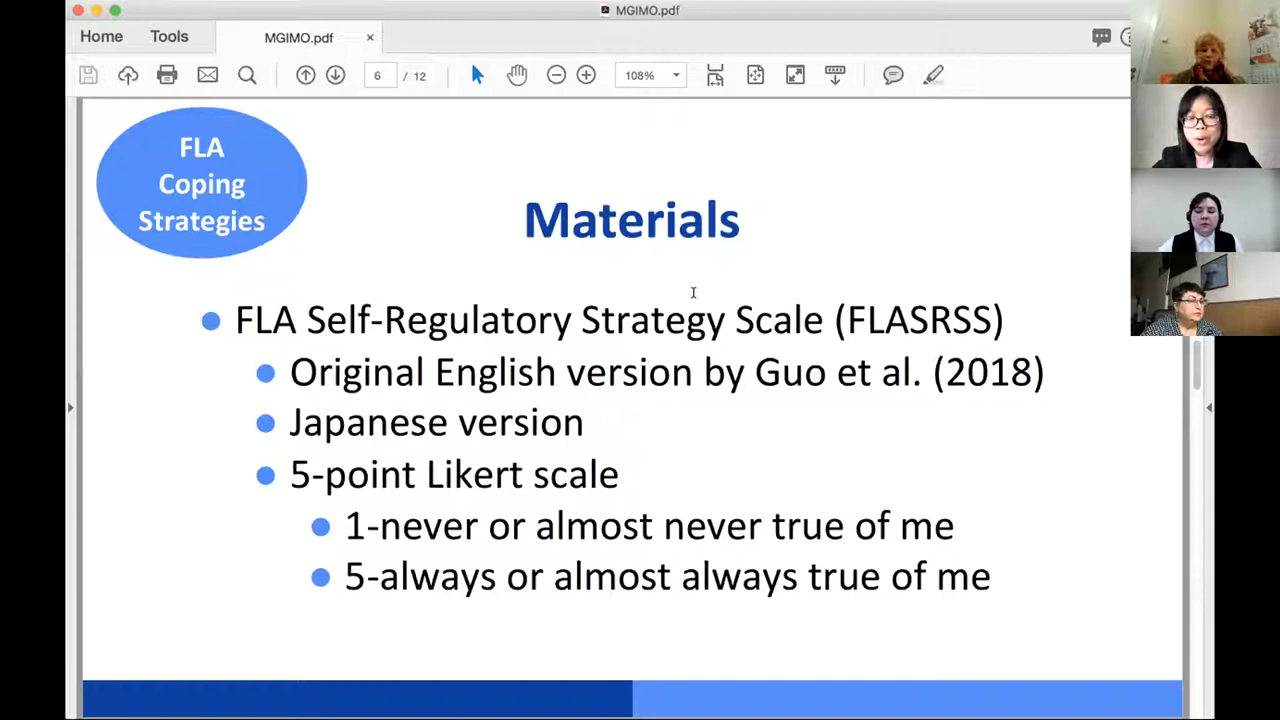 MGIMO.pdf
Home
Tools
MGIMO.pdf
6 / 12
108%
FLA
Coping
Strategies
Materials
FLA Self-Regulatory Strategy Scale (FLASRSS)
Original English version by Guo et al. (2018)
Japanese version
5-point Likert scale
1-never or almost never true of me
5-always or almost always true of me